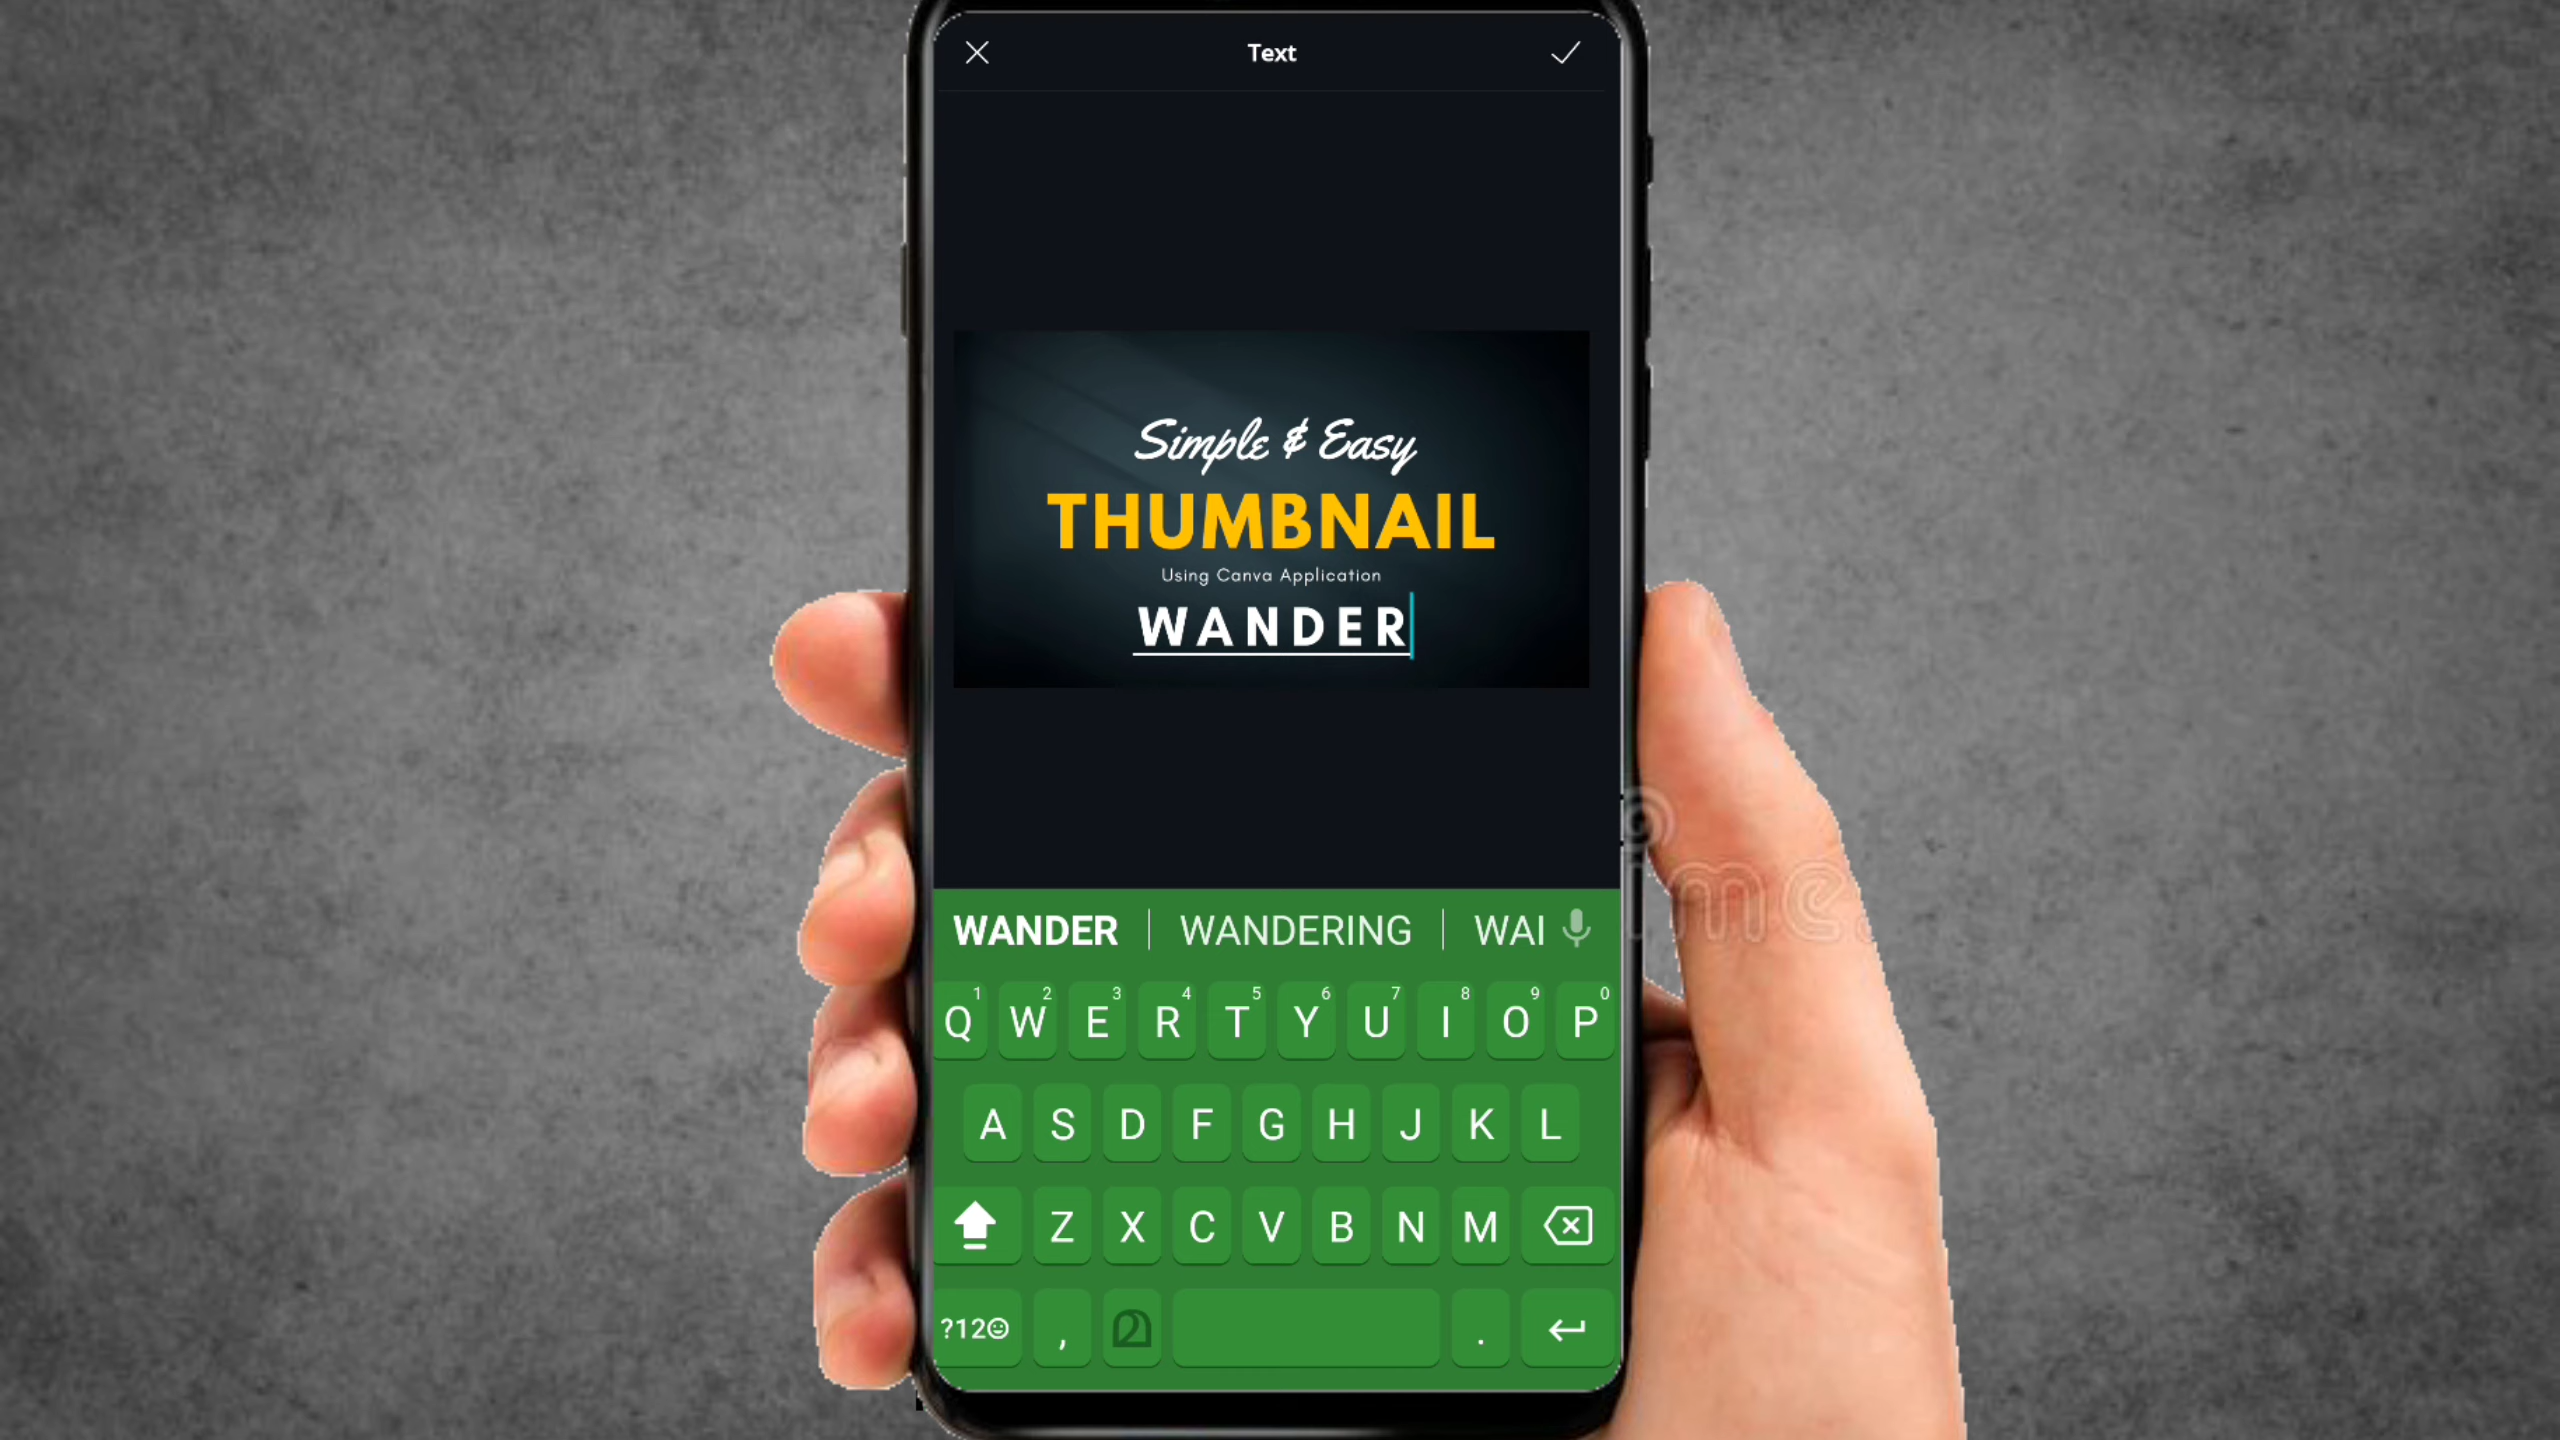 Text
Simple & Easy
THUMBNAIL
Using Canva Application
WANDER
WANDER WANDERING WAI
1 2 3 4 5 6 7 8 9 0
Q W E R T Y U I O P
A S D F G H J K L
Z X C V B N M
?12 , മ .